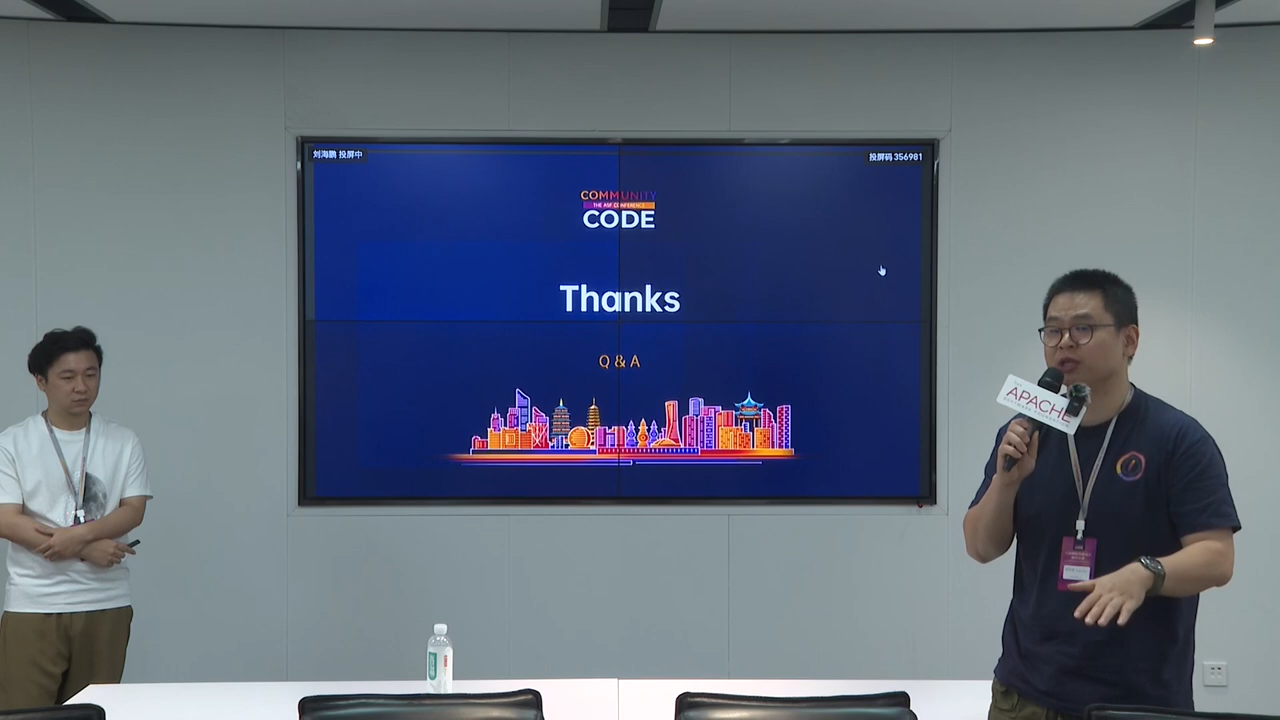 刘海鹏 投屏中
投屏码 356981
COMMUNITY
THE ASF CONFERENCE
CODE
Thanks
Q & A
APACHE